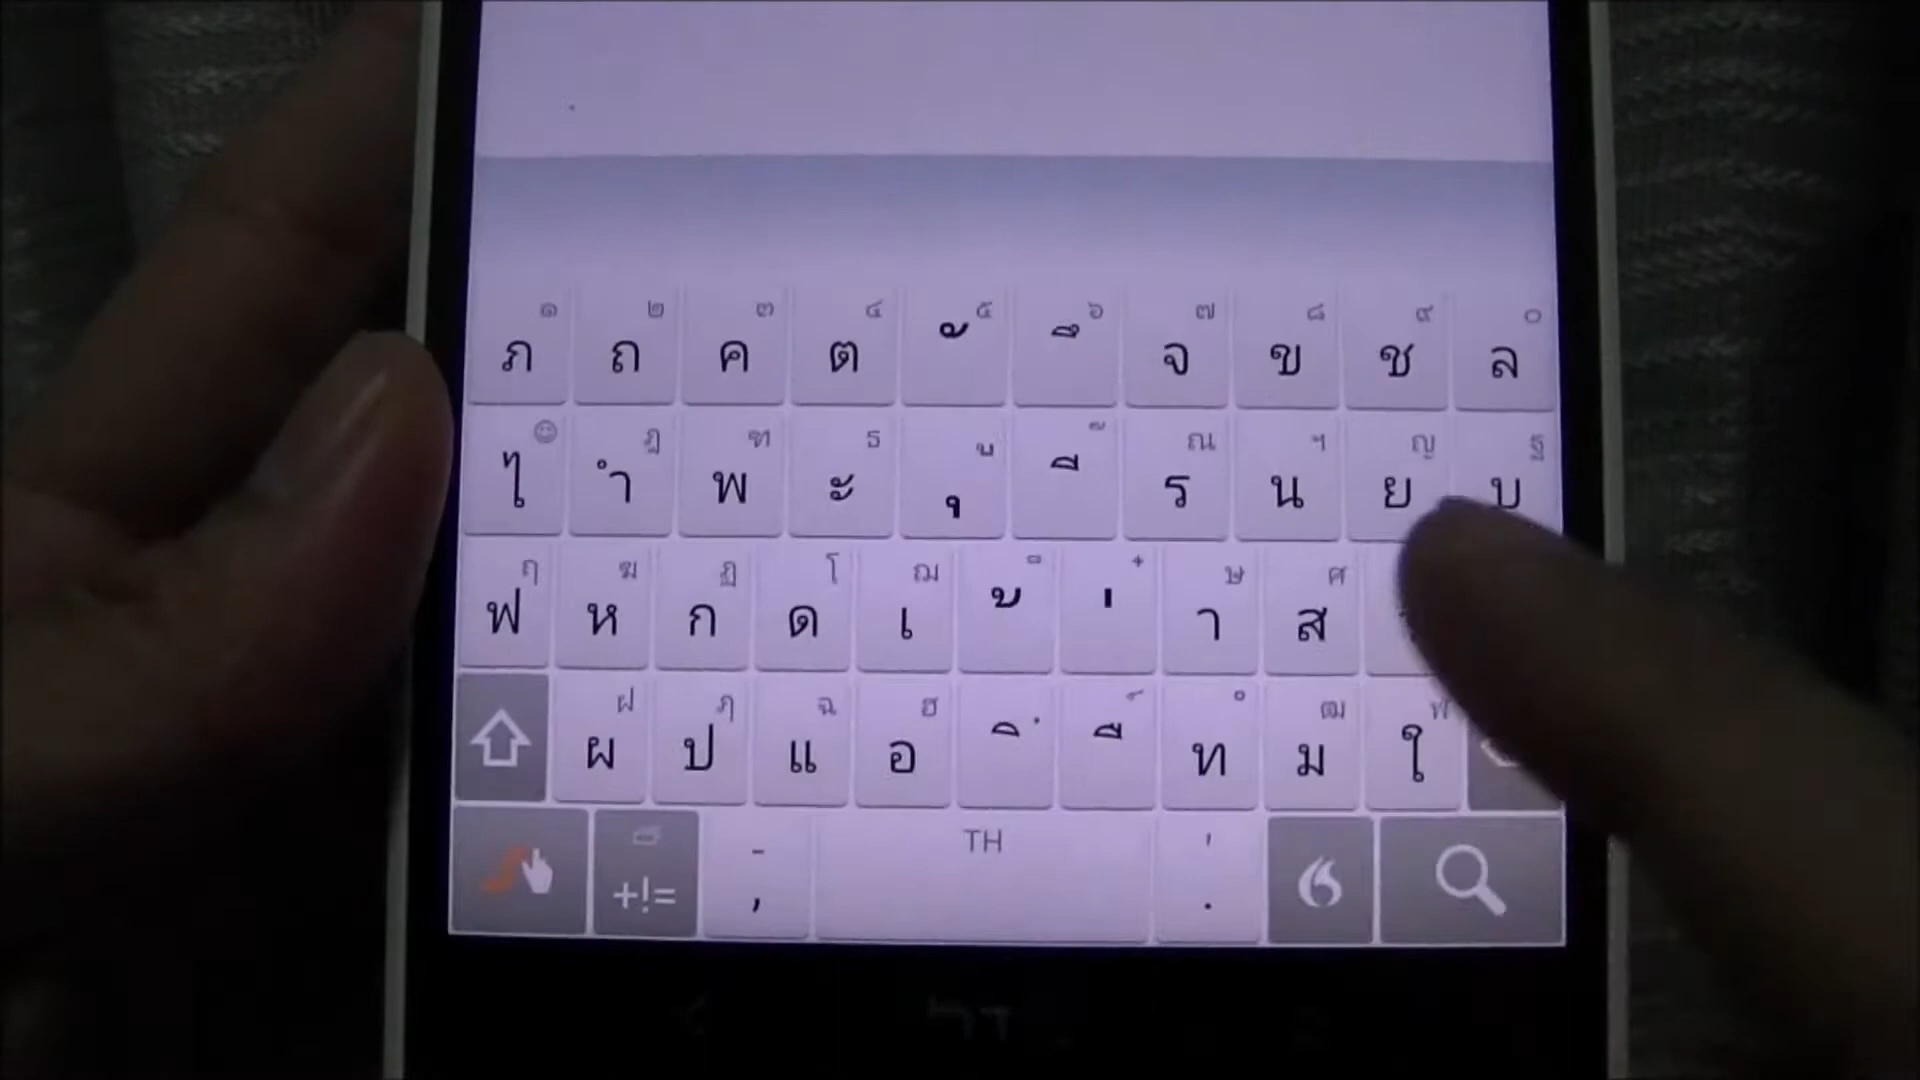 ๑ ๒ ๓ ๔ ๕ ๖ ๗ ๘ ๙ ๐
ภ ถ ค ต ั ึ จ ข ช ล
ฎ ฑ ธ ู ๊ ณ ฯ ญ ฐ
ไ ำ พ ะ ุ ี ร น ย บ
ฤ ฆ ฏ โ ฌ ็ ๋ ษ ศ
ฟ ห ก ด เ ้ ่ า ส
ฝ ฦ ฉ ฮ ฺ ์ ํ ฒ ฬ
ผ ป แ อ ิ ื ท ม ใ
- TH '
+!= , .